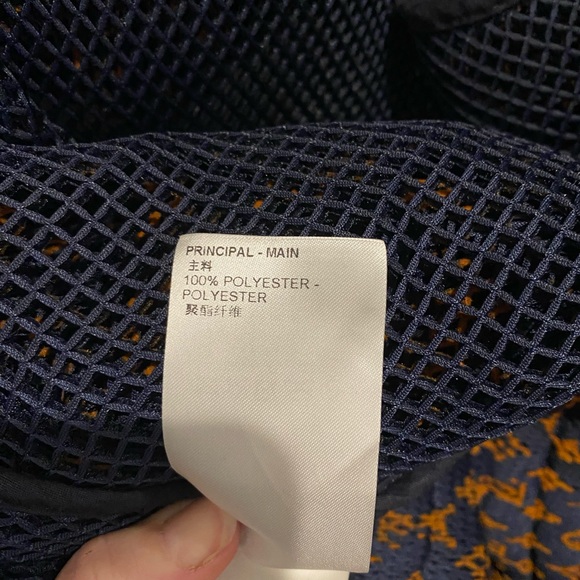 PRINCIPAL - MAIN
主料
100% POLYESTER -
POLYESTER
聚酯纤维